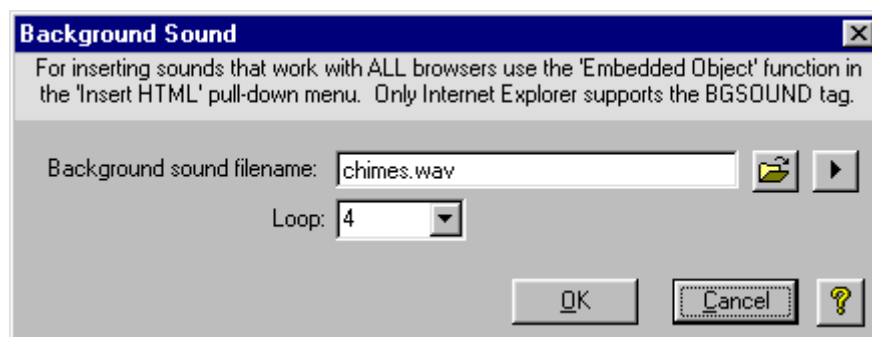 Background Sound
For inserting sounds that work with ALL browsers use the 'Embedded Object' function in
the 'Insert HTML' pull-down menu.  Only Internet Explorer supports the BGSOUND tag.
Background sound filename: chimes.wav
Loop: 4
OK Cancel ?